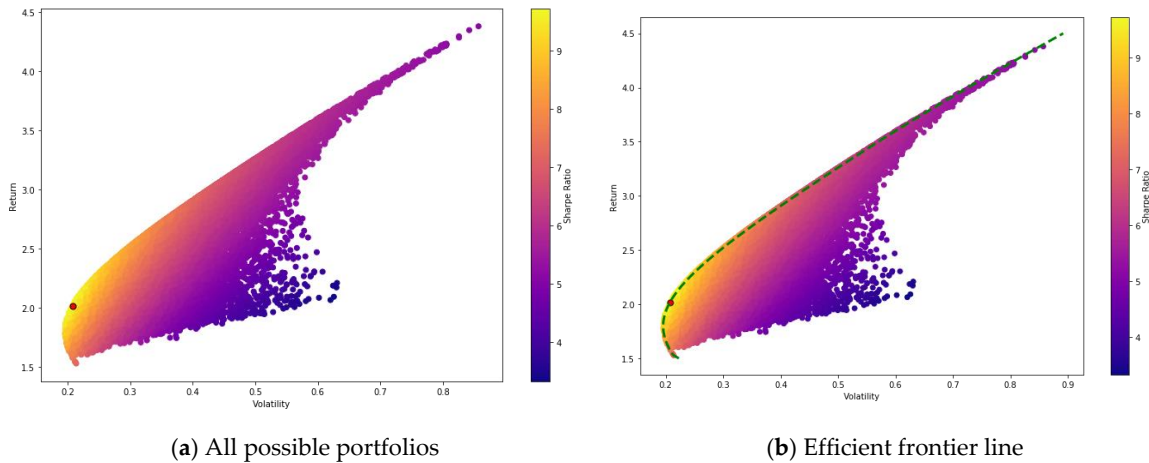 4.5
4.0
3.5
3.0
2.5
2.0
1.5
Return
0.2 0.3 0.4 0.5 0.6 0.7 0.8
Volatility
9
8
7
6
5
4
Sharpe Ratio
(a) All possible portfolios
4.5
4.0
3.5
3.0
2.5
2.0
1.5
Return
0.2 0.3 0.4 0.5 0.6 0.7 0.8 0.9
Volatility
9
8
7
6
5
4
Sharpe Ratio
(b) Efficient frontier line